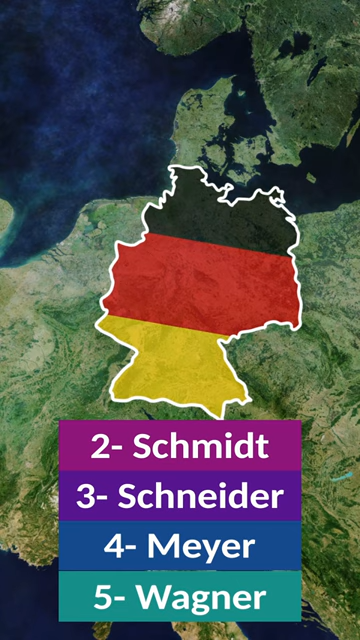 2- Schmidt
3- Schneider
4- Meyer
5- Wagner